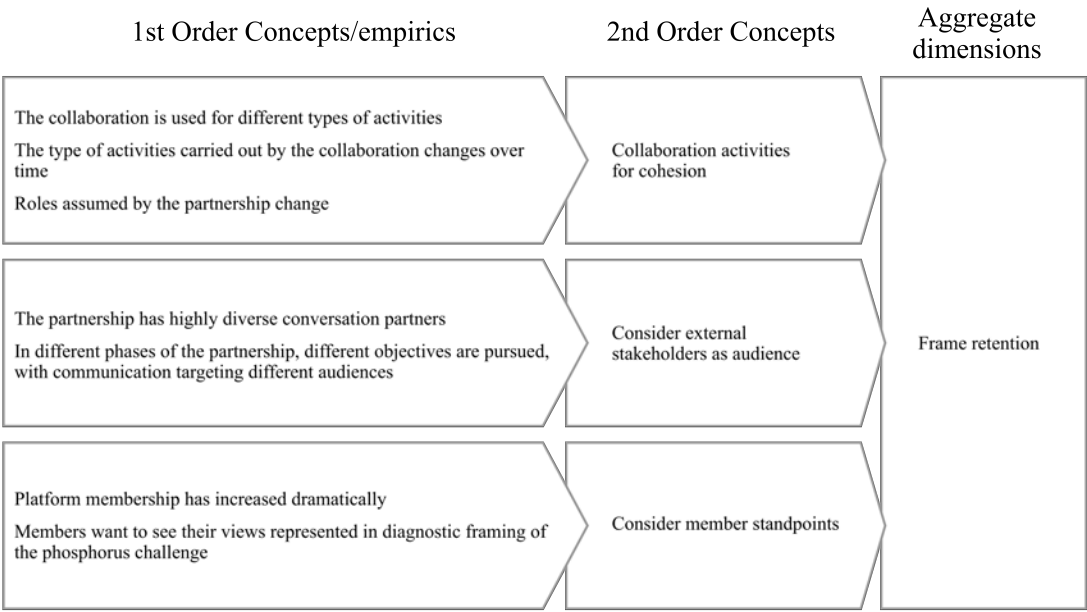 1st Order Concepts/empirics
2nd Order Concepts
Aggregate
dimensions
The collaboration is used for different types of activities
The type of activities carried out by the collaboration changes over
time
Roles assumed by the partnership change
Collaboration activities
for cohesion
The partnership has highly diverse conversation partners
In different phases of the partnership, different objectives are pursued,
with communication targeting different audiences
Consider external
stakeholders as audience
Platform membership has increased dramatically
Members want to see their views represented in diagnostic framing of
the phosphorus challenge
Consider member standpoints
Frame retention